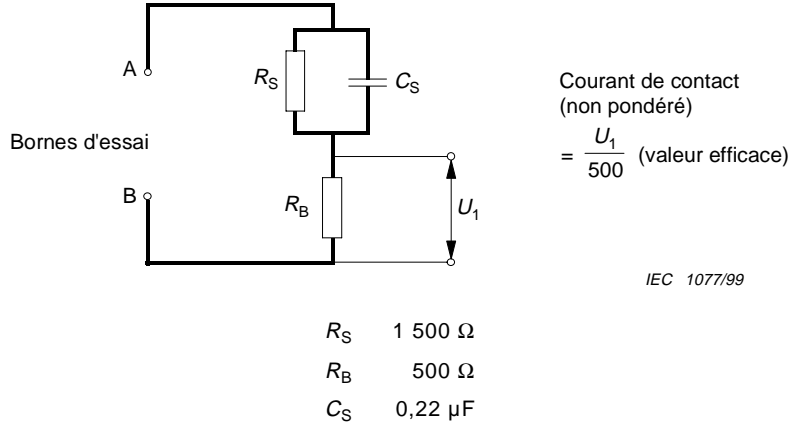 A
R_S
C_S
Courant de contact
(non pondéré)
= U_1 / 500 (valeur efficace)
Bornes d'essai
B
R_B
U_1
IEC 1077/99
R_S 1 500 Ω
R_B 500 Ω
C_S 0,22 µF